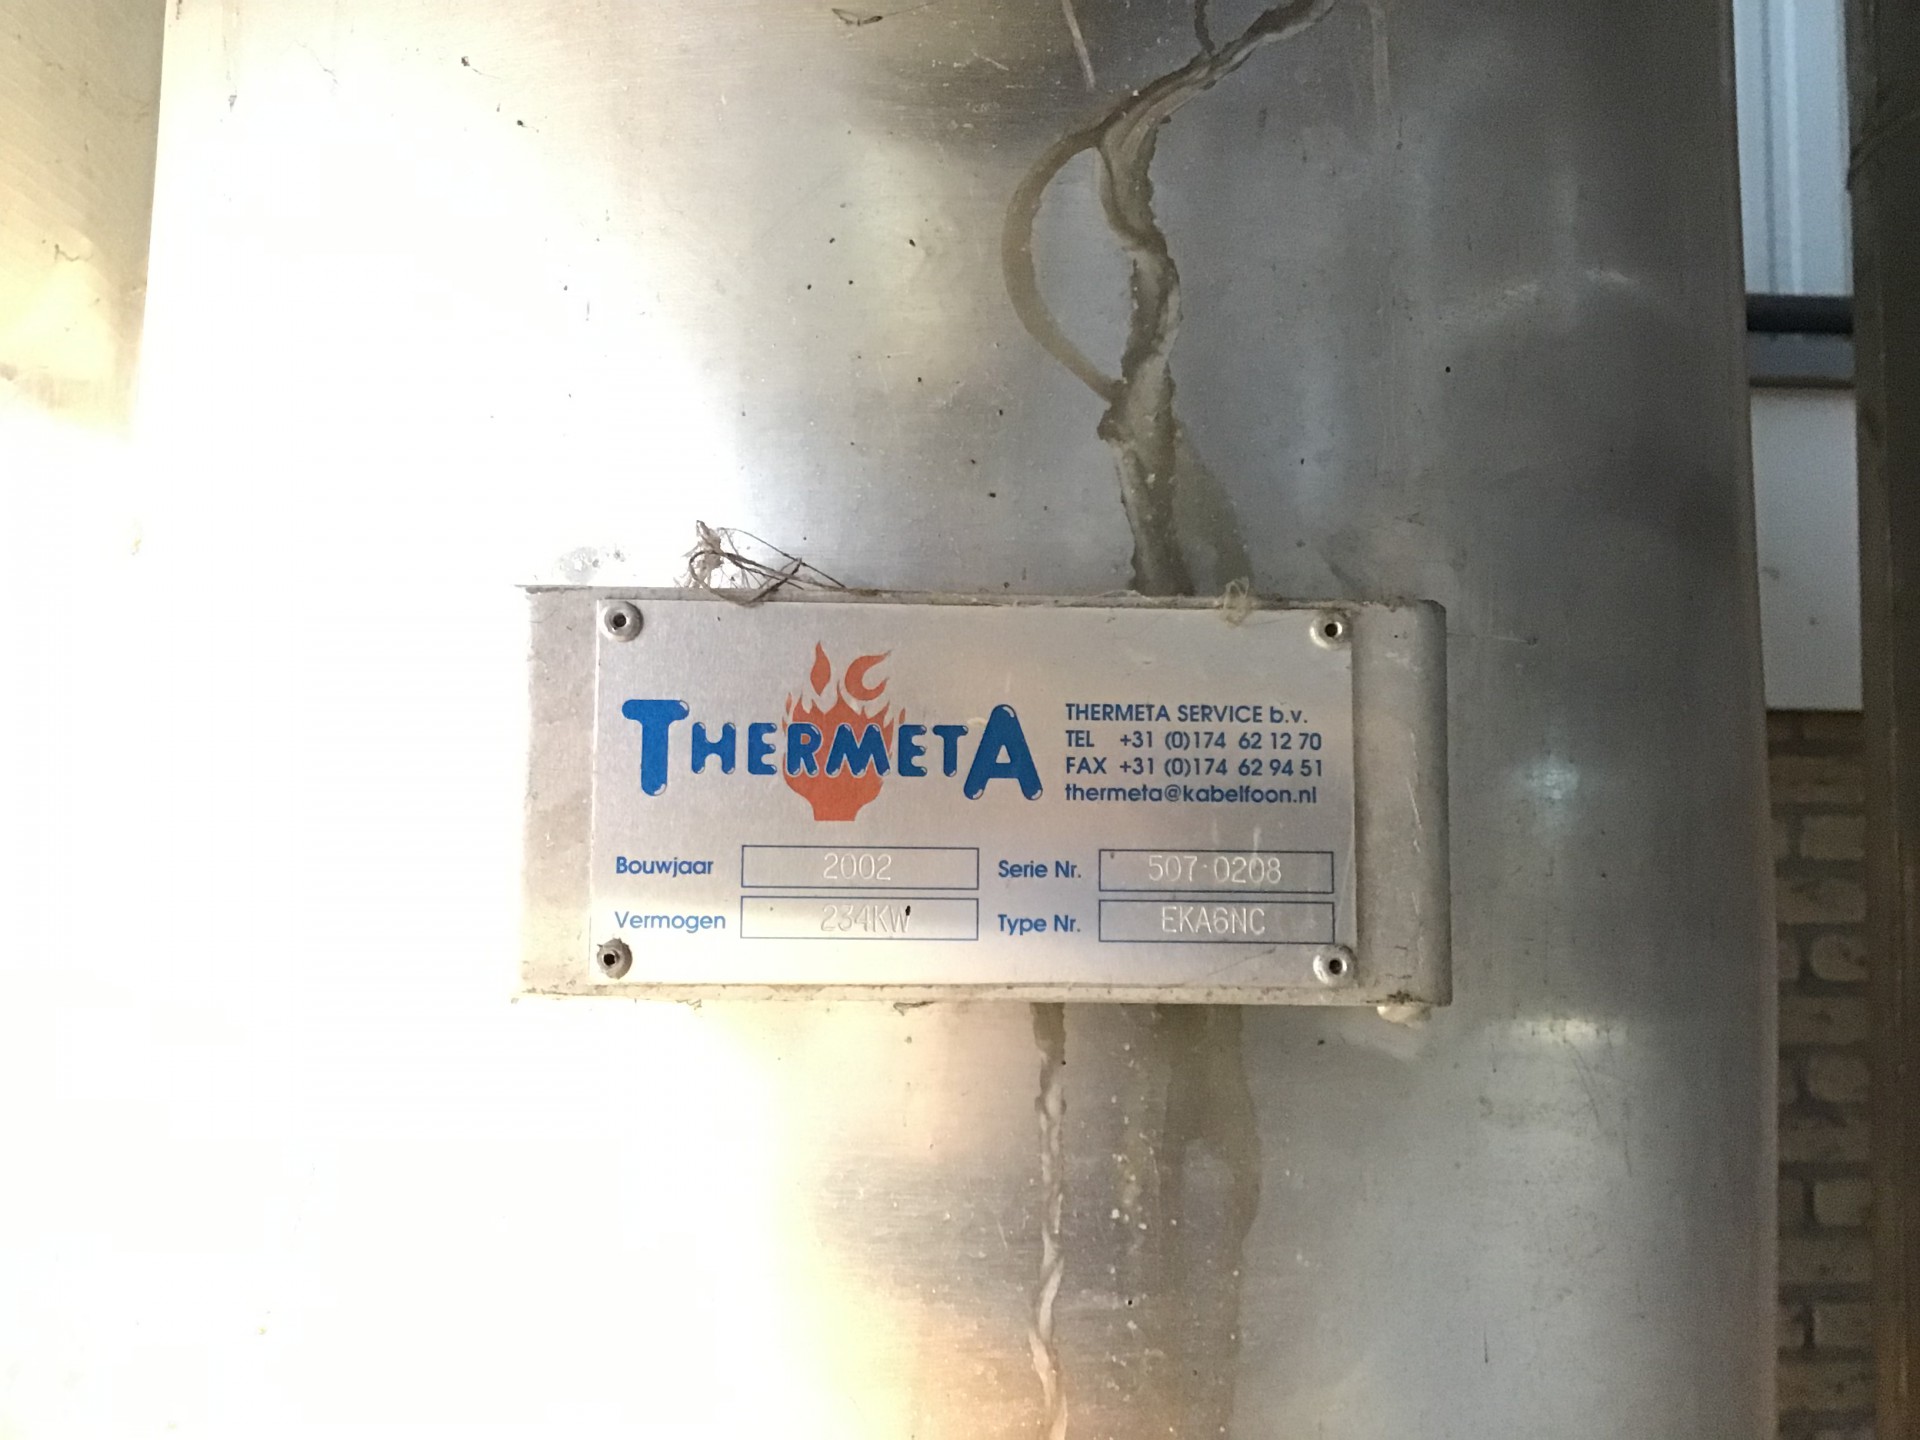 THERMETA
THERMETA SERVICE b.v.
TEL +31 (0)174 62 12 70
FAX +31 (0)174 62 94 51
thermeta@kabelfoon.nl
Bouwjaar 2002 Serie Nr. 507-0208
Vermogen 234KW Type Nr. EKA6NC